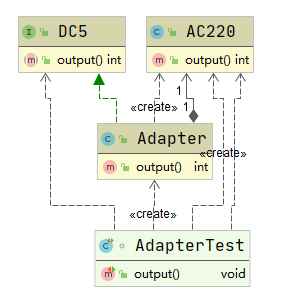 DC5
AC220
output() int
output() int
«create»
1
1
Adapter
«create»
output() int
«create»
AdapterTest
output() void